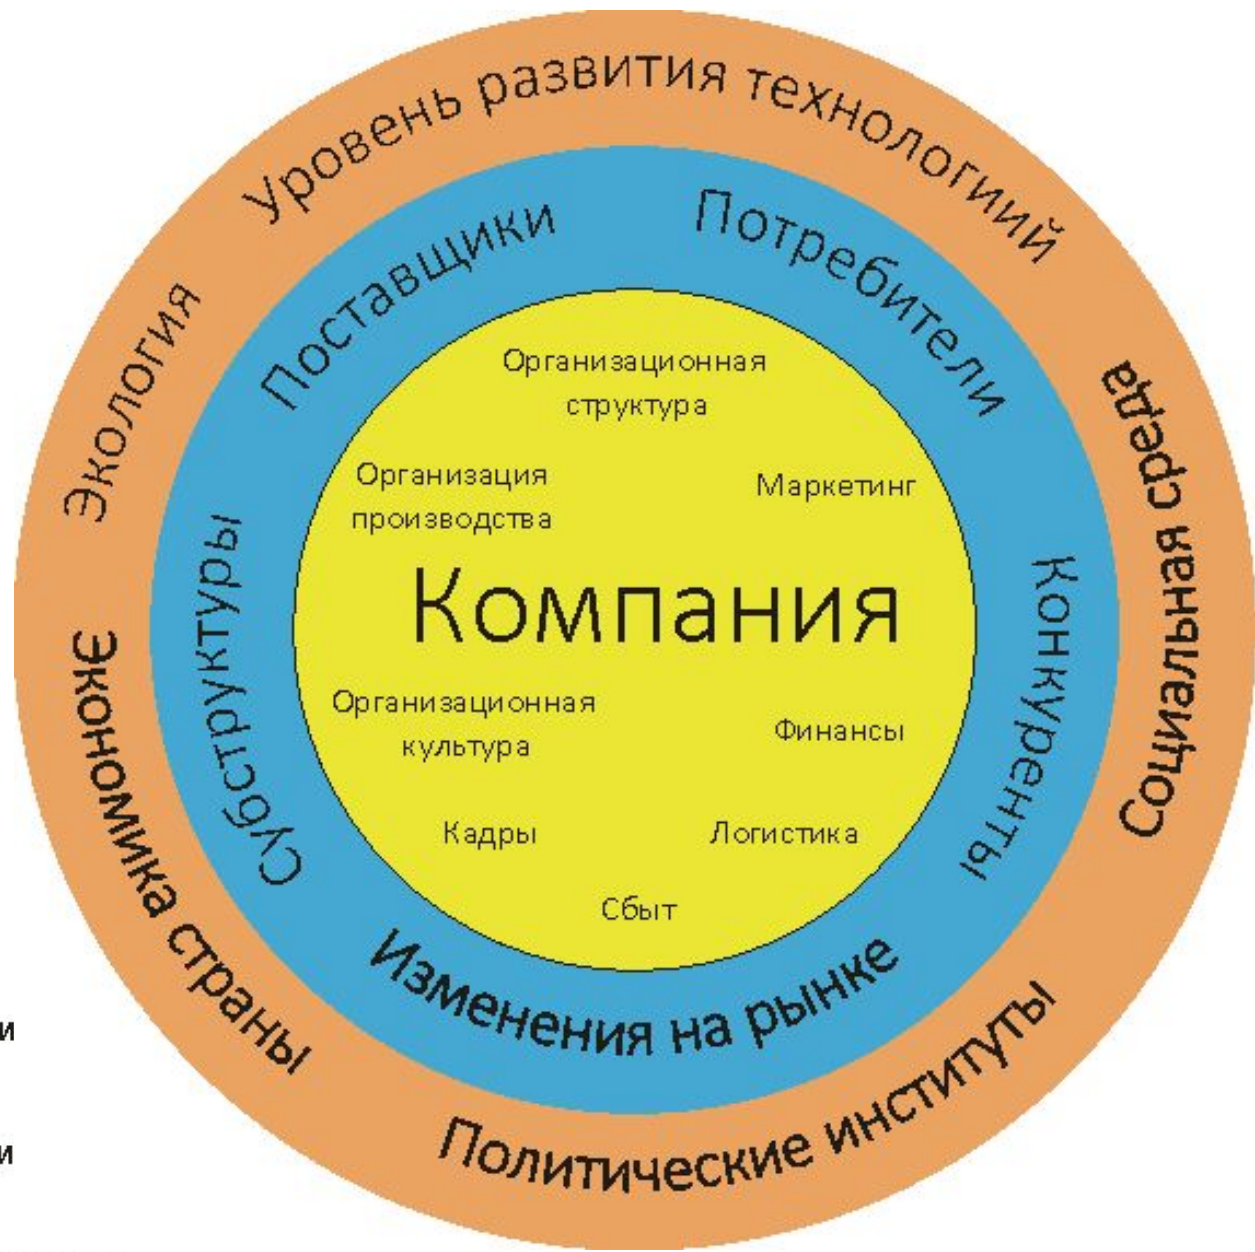 Уровень развития технологиий
Экология
Социальная среда
Экономика страны
Политические институты
Поставщики
Потребители
Субструктуры
Конкуренты
Изменения на рынке
Организационная
структура
Организация
производства
Маркетинг
Компания
Организационная
культура
Финансы
Кадры
Логистика
Сбыт
и
и